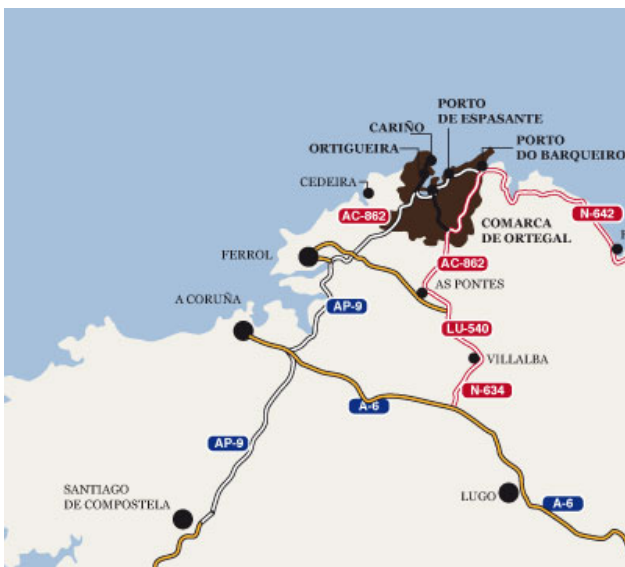 PORTO
DE ESPASANTE
CARIÑO
PORTO
DO BARQUEIRO
ORTIGUEIRA
CEDEIRA
AC-862
N-642
COMARCA
DE ORTEGAL
FERROL
AC-862
AS PONTES
A CORUÑA
AP-9
LU-540
VILLALBA
N-634
A-6
AP-9
SANTIAGO
DE COMPOSTELA
LUGO
A-6